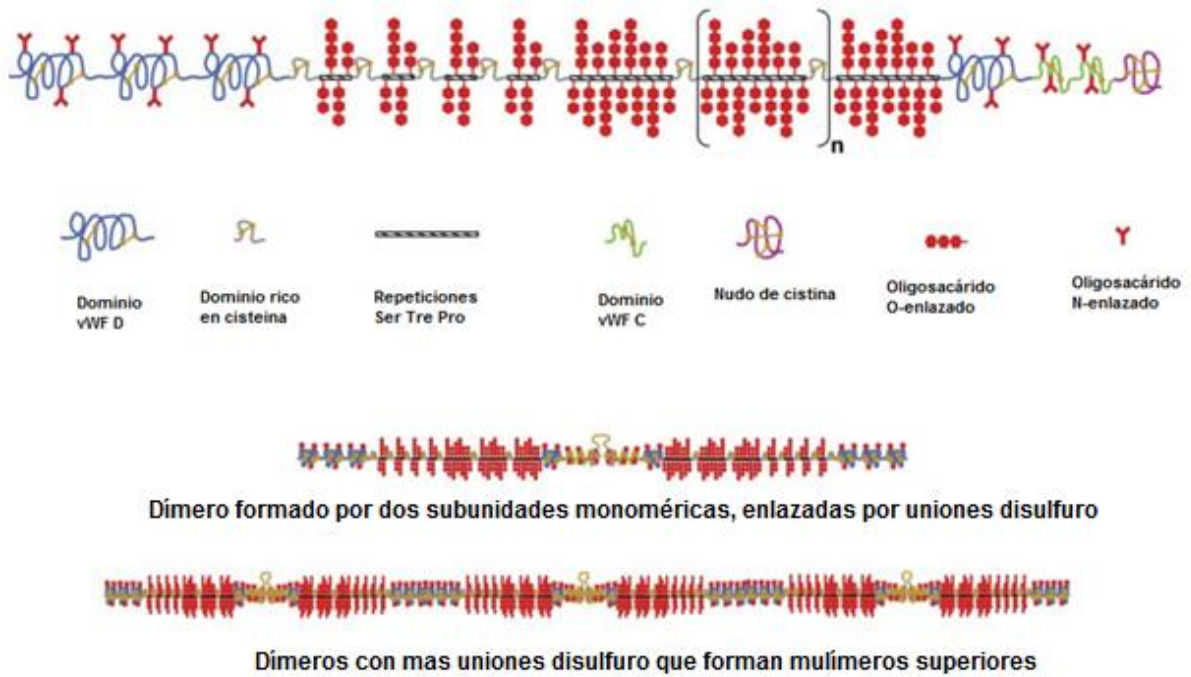 n
Dominio
vWF D
Dominio rico
en cisteina
Repeticiones
Ser Tre Pro
Dominio
vWF C
Nudo de cistina
Oligosacárido
O-enlazado
Oligosacárido
N-enlazado
Dímero formado por dos subunidades monoméricas, enlazadas por uniones disulfuro
Dímeros con mas uniones disulfuro que forman mulímeros superiores